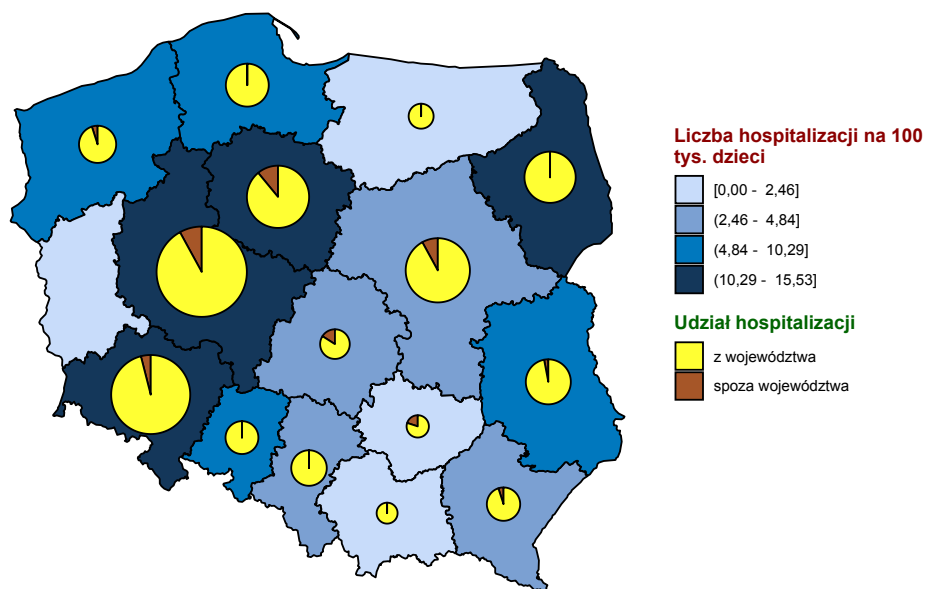 Liczba hospitalizacji na 100
tys. dzieci
[0,00 - 2,46]
(2,46 - 4,84]
(4,84 - 10,29]
(10,29 - 15,53]
Udział hospitalizacji
z województwa
spoza województwa